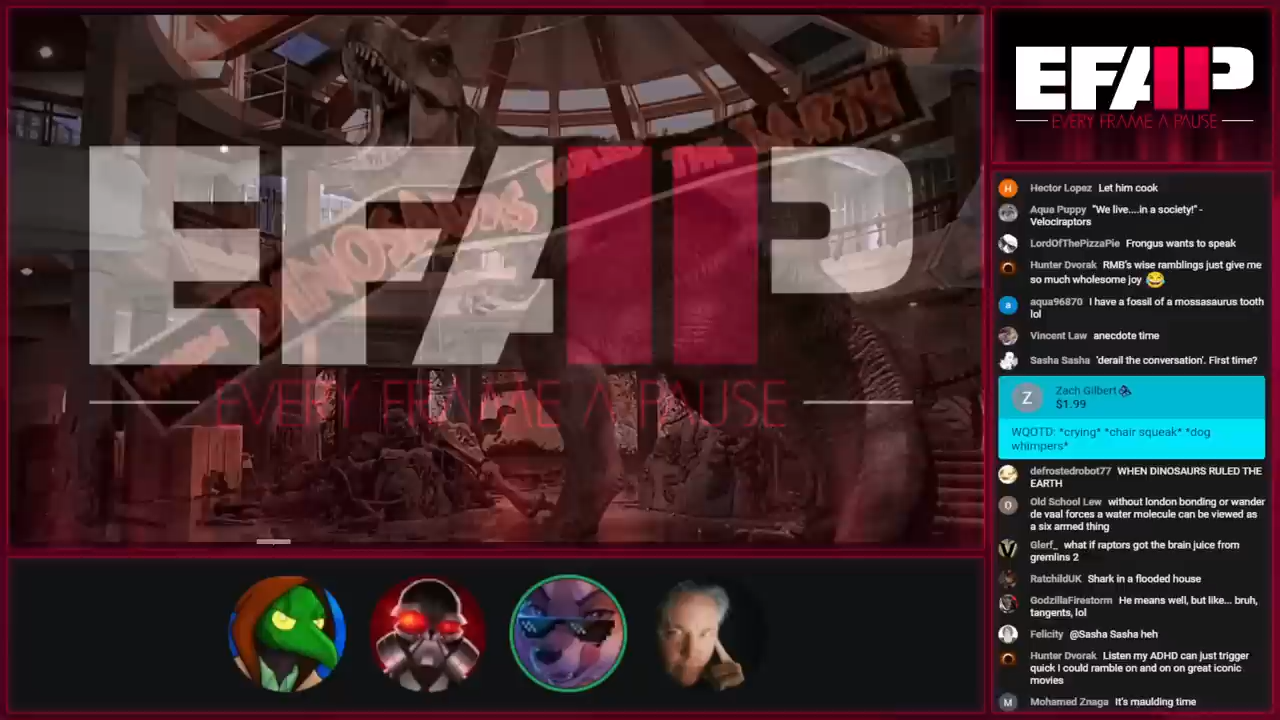 WHEN DINOSAURS RULED THE EARTH
EFAP
EVERY FRAME A PAUSE
EFAP
EVERY FRAME A PAUSE
H Hector Lopez Let him cook
Aqua Puppy "We live....in a society!" -
Velociraptors
LordOfThePizzaPie Frongus wants to speak
Hunter Dvorak RMB's wise ramblings just give me
so much wholesome joy 😂
a aqua96870 I have a fossil of a mossasaurus tooth
lol
Vincent Law anecdote time
Sasha Sasha 'derail the conversation'. First time?
Z Zach Gilbert
$1.99
WQOTD: *crying* *chair squeak* *dog
whimpers*
defrostedrobot77 WHEN DINOSAURS RULED THE
EARTH
O Old School Lew without london bonding or wander
de vaal forces a water molecule can be viewed as
a six armed thing
Glerf_ what if raptors got the brain juice from
gremlins 2
RatchildUK Shark in a flooded house
GodzillaFirestorm He means well, but like... bruh,
tangents, lol
Felicity @Sasha Sasha heh
Hunter Dvorak Listen my ADHD can just trigger
quick I could ramble on and on on great iconic
movies
M Mohamed Znaga It's maulding time